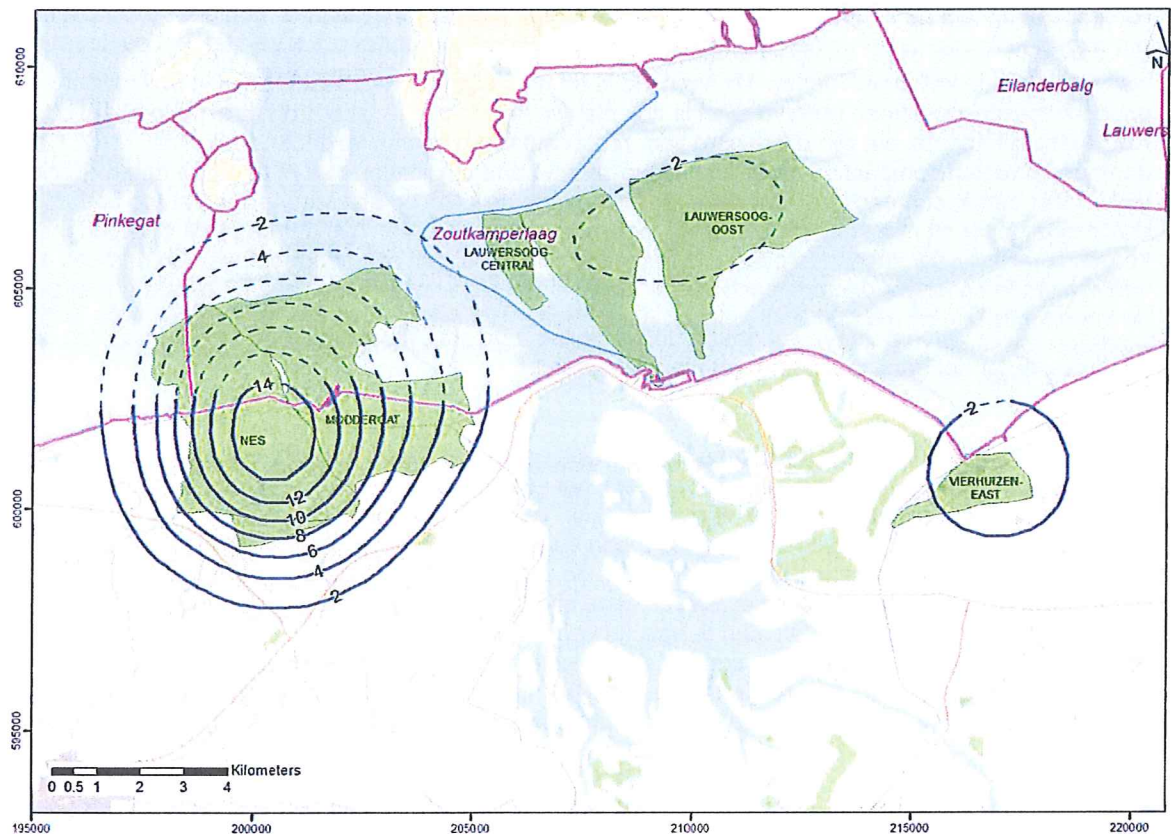 610000
605000
600000
595000
N
Eilanderbalg
Lauwers
Pinkegat
2
4
14
12
10
8
6
4
2
Zoutkamperlaag
LAUWERSOOG-
CENTRAL
2
LAUWERSOOG-
OOST
NES
MODDERGAT
2
VIERHUIZEN-
EAST
Kilometers
0 0.5 1 2 3 4
195000 200000 205000 210000 215000 220000